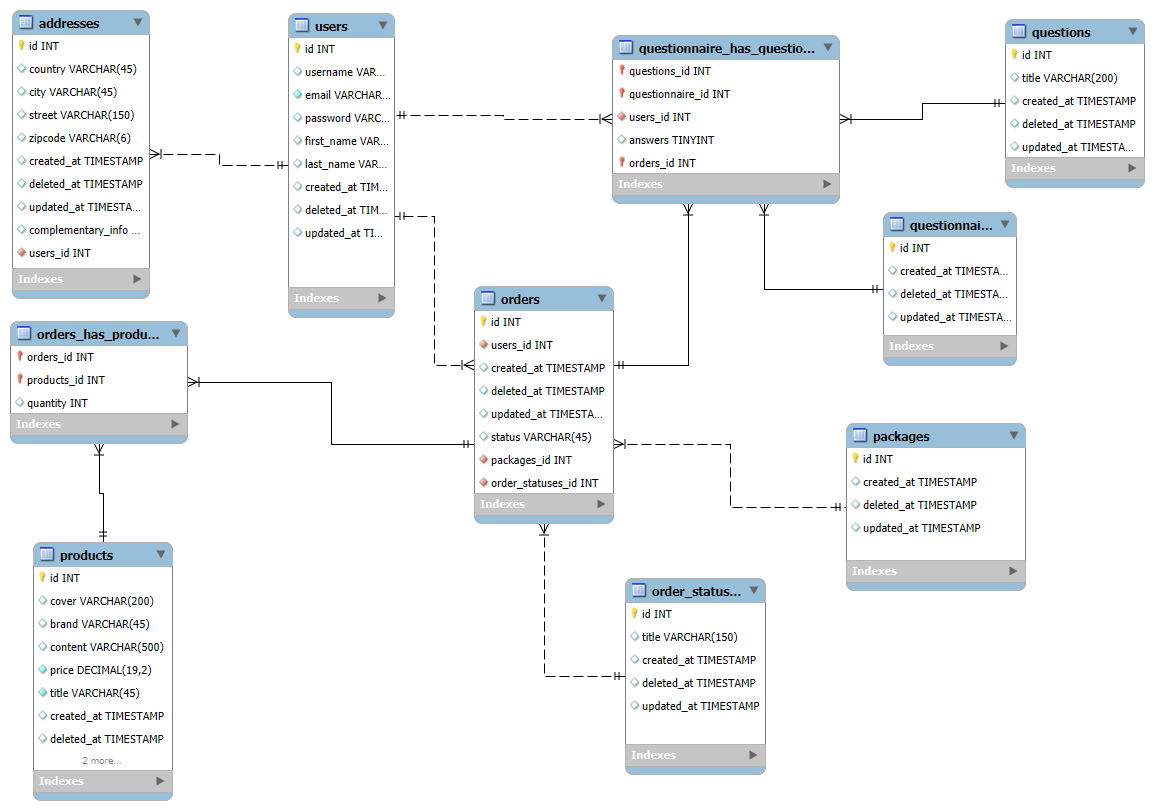 addresses
id INT
country VARCHAR(45)
city VARCHAR(45)
street VARCHAR(150)
zipcode VARCHAR(6)
created_at TIMESTAMP
deleted_at TIMESTAMP
updated_at TIMESTA...
complementary_info ...
users_id INT
Indexes
users
id INT
username VAR...
email VARCHAR...
password VARC...
first_name VAR...
last_name VAR...
created_at TIM...
deleted_at TIM...
updated_at TI...
Indexes
questionnaire_has_questio...
questions_id INT
questionnaire_id INT
users_id INT
answers TINYINT
orders_id INT
Indexes
questions
id INT
title VARCHAR(200)
created_at TIMESTAMP
deleted_at TIMESTAMP
updated_at TIMESTA...
Indexes
questionnai...
id INT
created_at TIMESTA...
deleted_at TIMESTA...
updated_at TIMESTA...
Indexes
orders_has_produ...
orders_id INT
products_id INT
quantity INT
Indexes
orders
id INT
users_id INT
created_at TIMESTAMP
deleted_at TIMESTAMP
updated_at TIMESTA...
status VARCHAR(45)
packages_id INT
order_statuses_id INT
Indexes
packages
id INT
created_at TIMESTAMP
deleted_at TIMESTAMP
updated_at TIMESTAMP
Indexes
products
id INT
cover VARCHAR(200)
brand VARCHAR(45)
content VARCHAR(500)
price DECIMAL(19,2)
title VARCHAR(45)
created_at TIMESTAMP
deleted_at TIMESTAMP
2 more...
Indexes
order_status...
id INT
title VARCHAR(150)
created_at TIMESTAMP
deleted_at TIMESTAMP
updated_at TIMESTAMP
Indexes